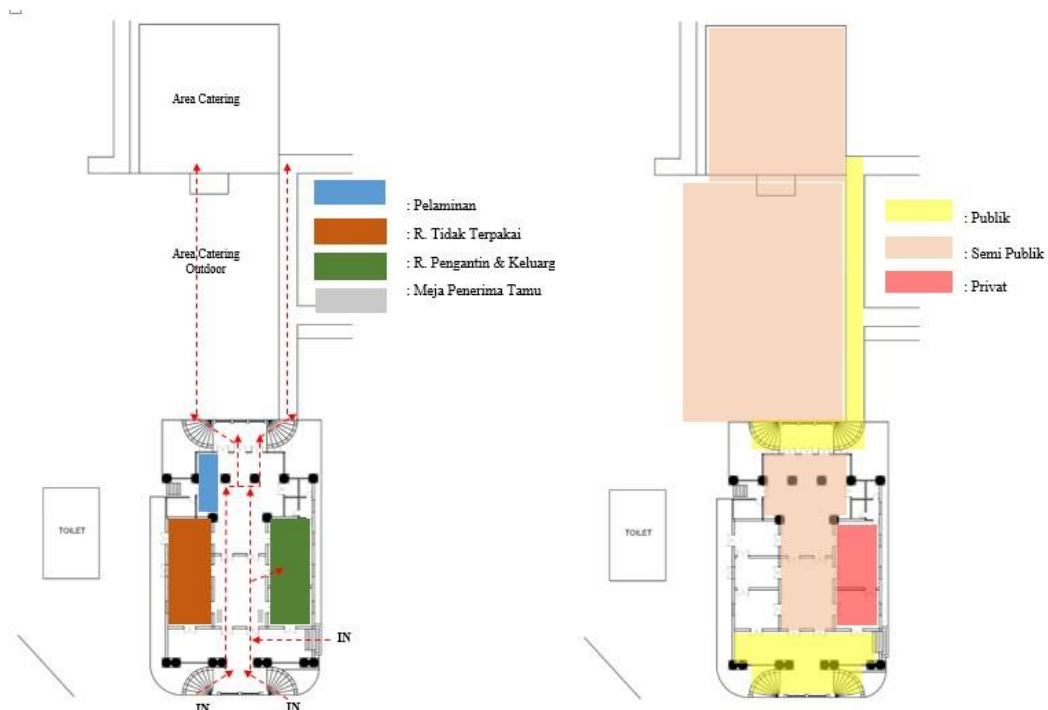 Area Catering
Area Catering
Outdoor
: Pelaminan
: R. Tidak Terpakai
: R. Pengantin & Keluarg
: Meja Penerima Tamu
TOILET
IN
IN
IN
: Publik
: Semi Publik
: Privat
TOILET